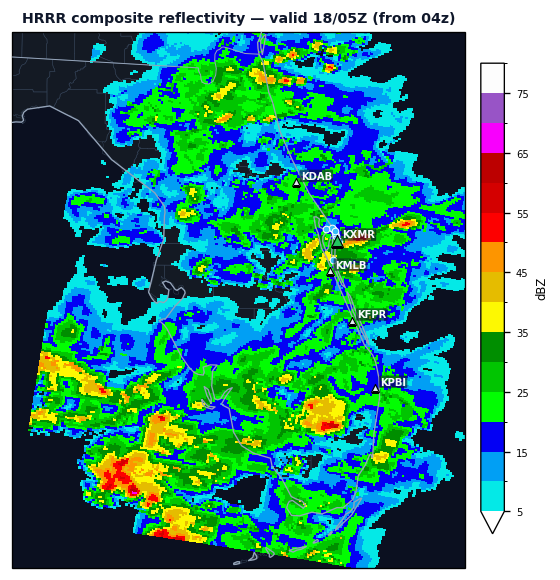 HRRR composite reflectivity — valid 18/05Z (from 04z)
KDAB
KXMR
KMLB
KFPR
KPBI
75
65
55
45
35
25
15
5
dBZ